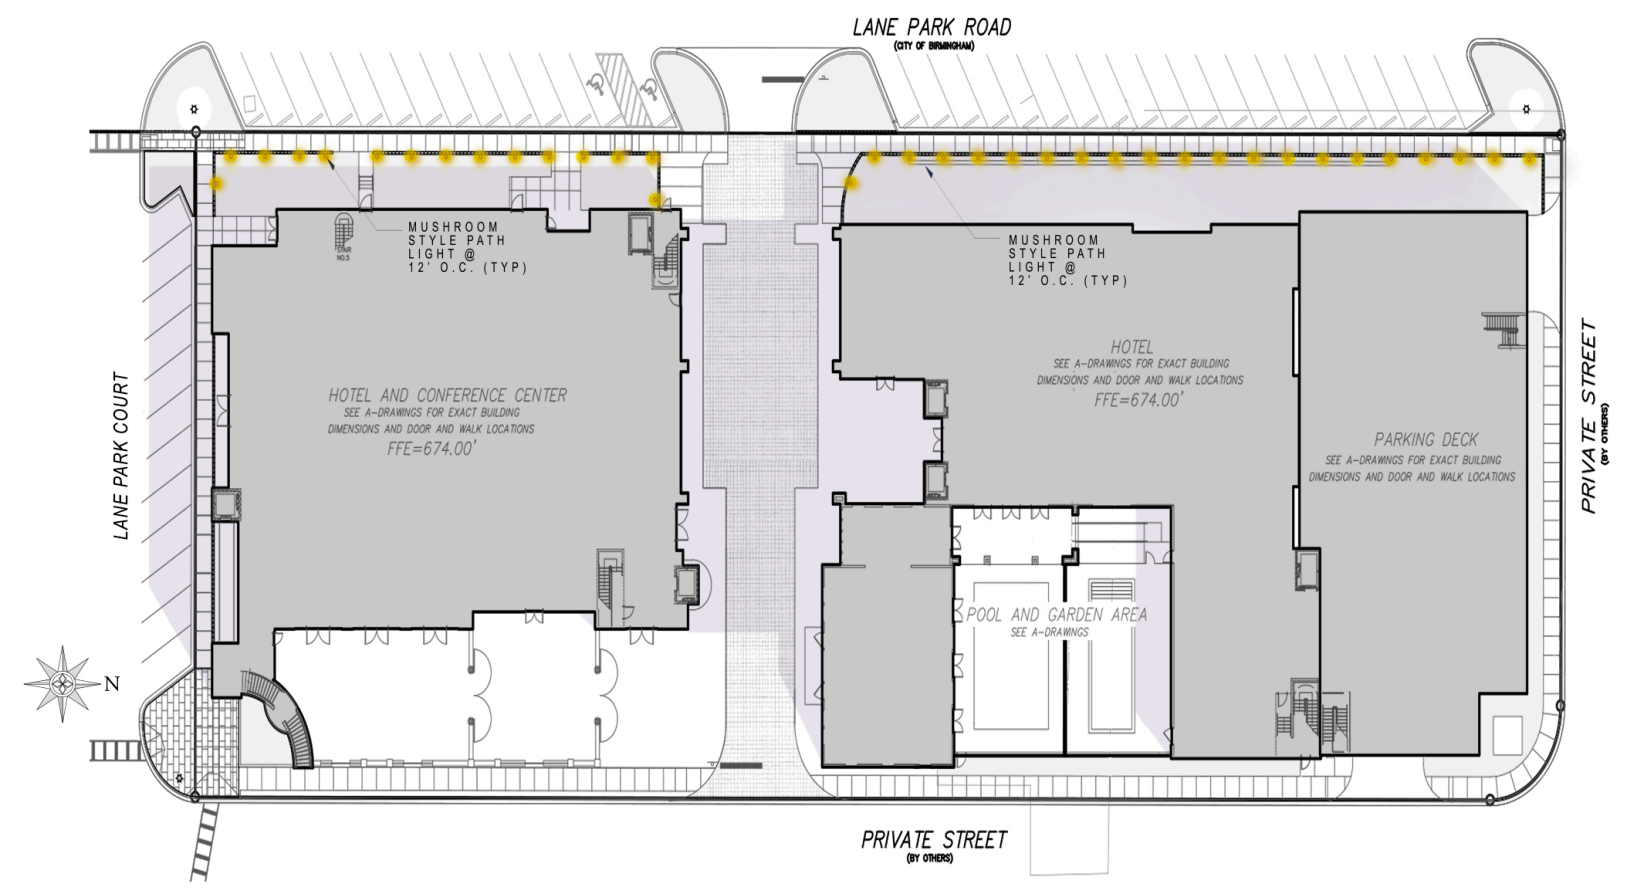 LANE PARK ROAD
(CITY OF BIRMINGHAM)
MUSHROOM
STYLE PATH
LIGHT @
12' O.C. (TYP)
STAIR
NO.5
MUSHROOM
STYLE PATH
LIGHT @
12' O.C. (TYP)
HOTEL AND CONFERENCE CENTER
SEE A-DRAWINGS FOR EXACT BUILDING
DIMENSIONS AND DOOR AND WALK LOCATIONS
FFE=674.00'
HOTEL
SEE A-DRAWINGS FOR EXACT BUILDING
DIMENSIONS AND DOOR AND WALK LOCATIONS
FFE=674.00'
PARKING DECK
SEE A-DRAWINGS FOR EXACT BUILDING
DIMENSIONS AND DOOR AND WALK LOCATIONS
LANE PARK COURT
PRIVATE STREET
(BY OTHERS)
POOL AND GARDEN AREA
SEE A-DRAWINGS
N
PRIVATE STREET
(BY OTHERS)